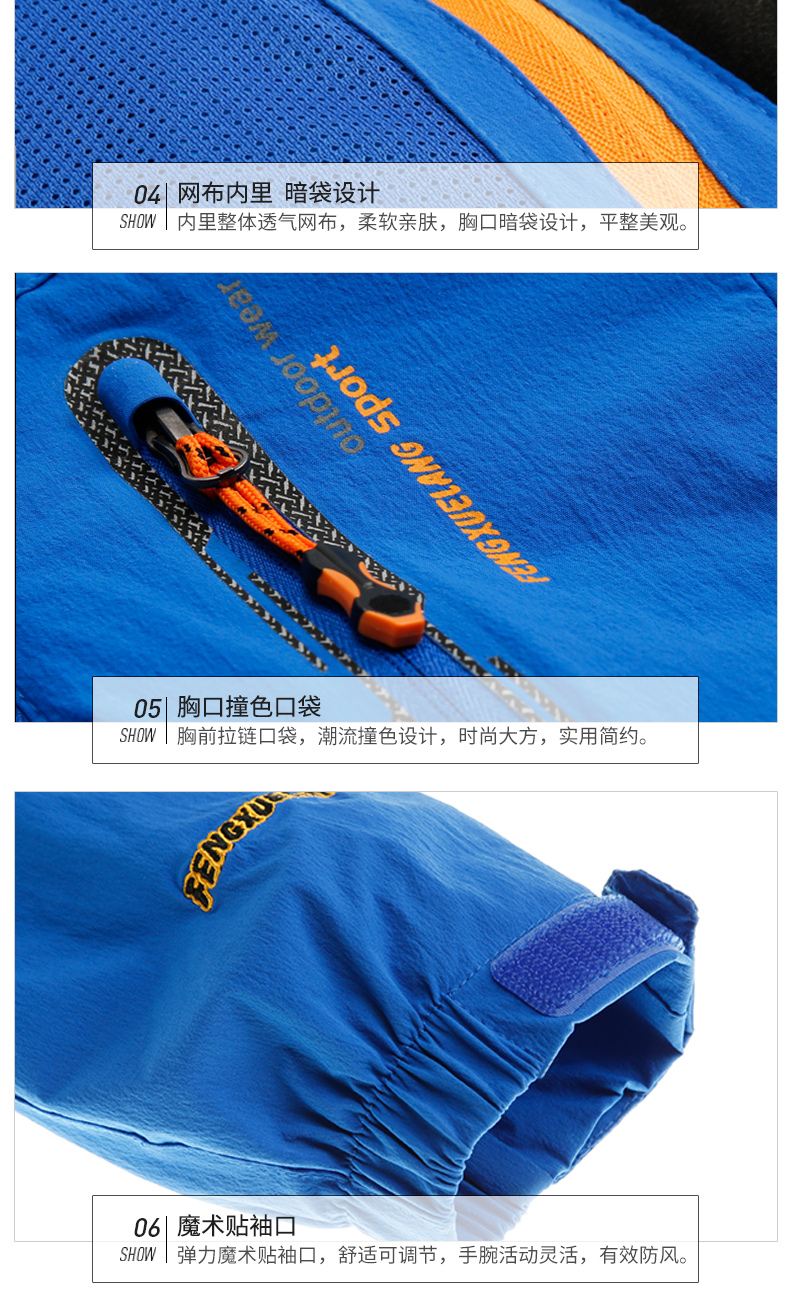 04 网布内里 暗袋设计
SHOW 内里整体透气网布，柔软亲肤，胸口暗袋设计，平整美观。
outdoor wear
FENGXUELANG sport
05 胸口撞色口袋
SHOW 胸前拉链口袋，潮流撞色设计，时尚大方，实用简约。
06 魔术贴袖口
SHOW 弹力魔术贴袖口，舒适可调节，手腕活动灵活，有效防风。